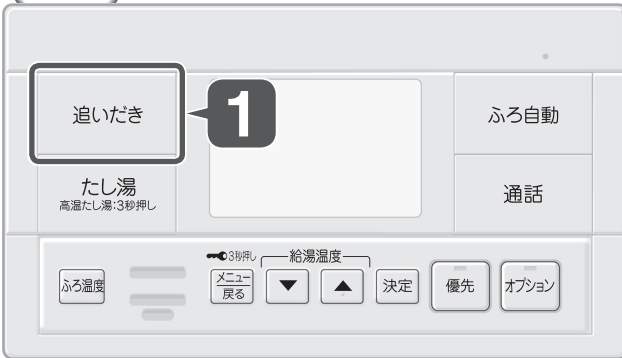 追いだき
1
ふろ自動
たし湯
高温たし湯:3秒押し
通話
3秒押し
給湯温度
ふろ温度
メニュー
戻る
▼
▲
決定
優先
オプション